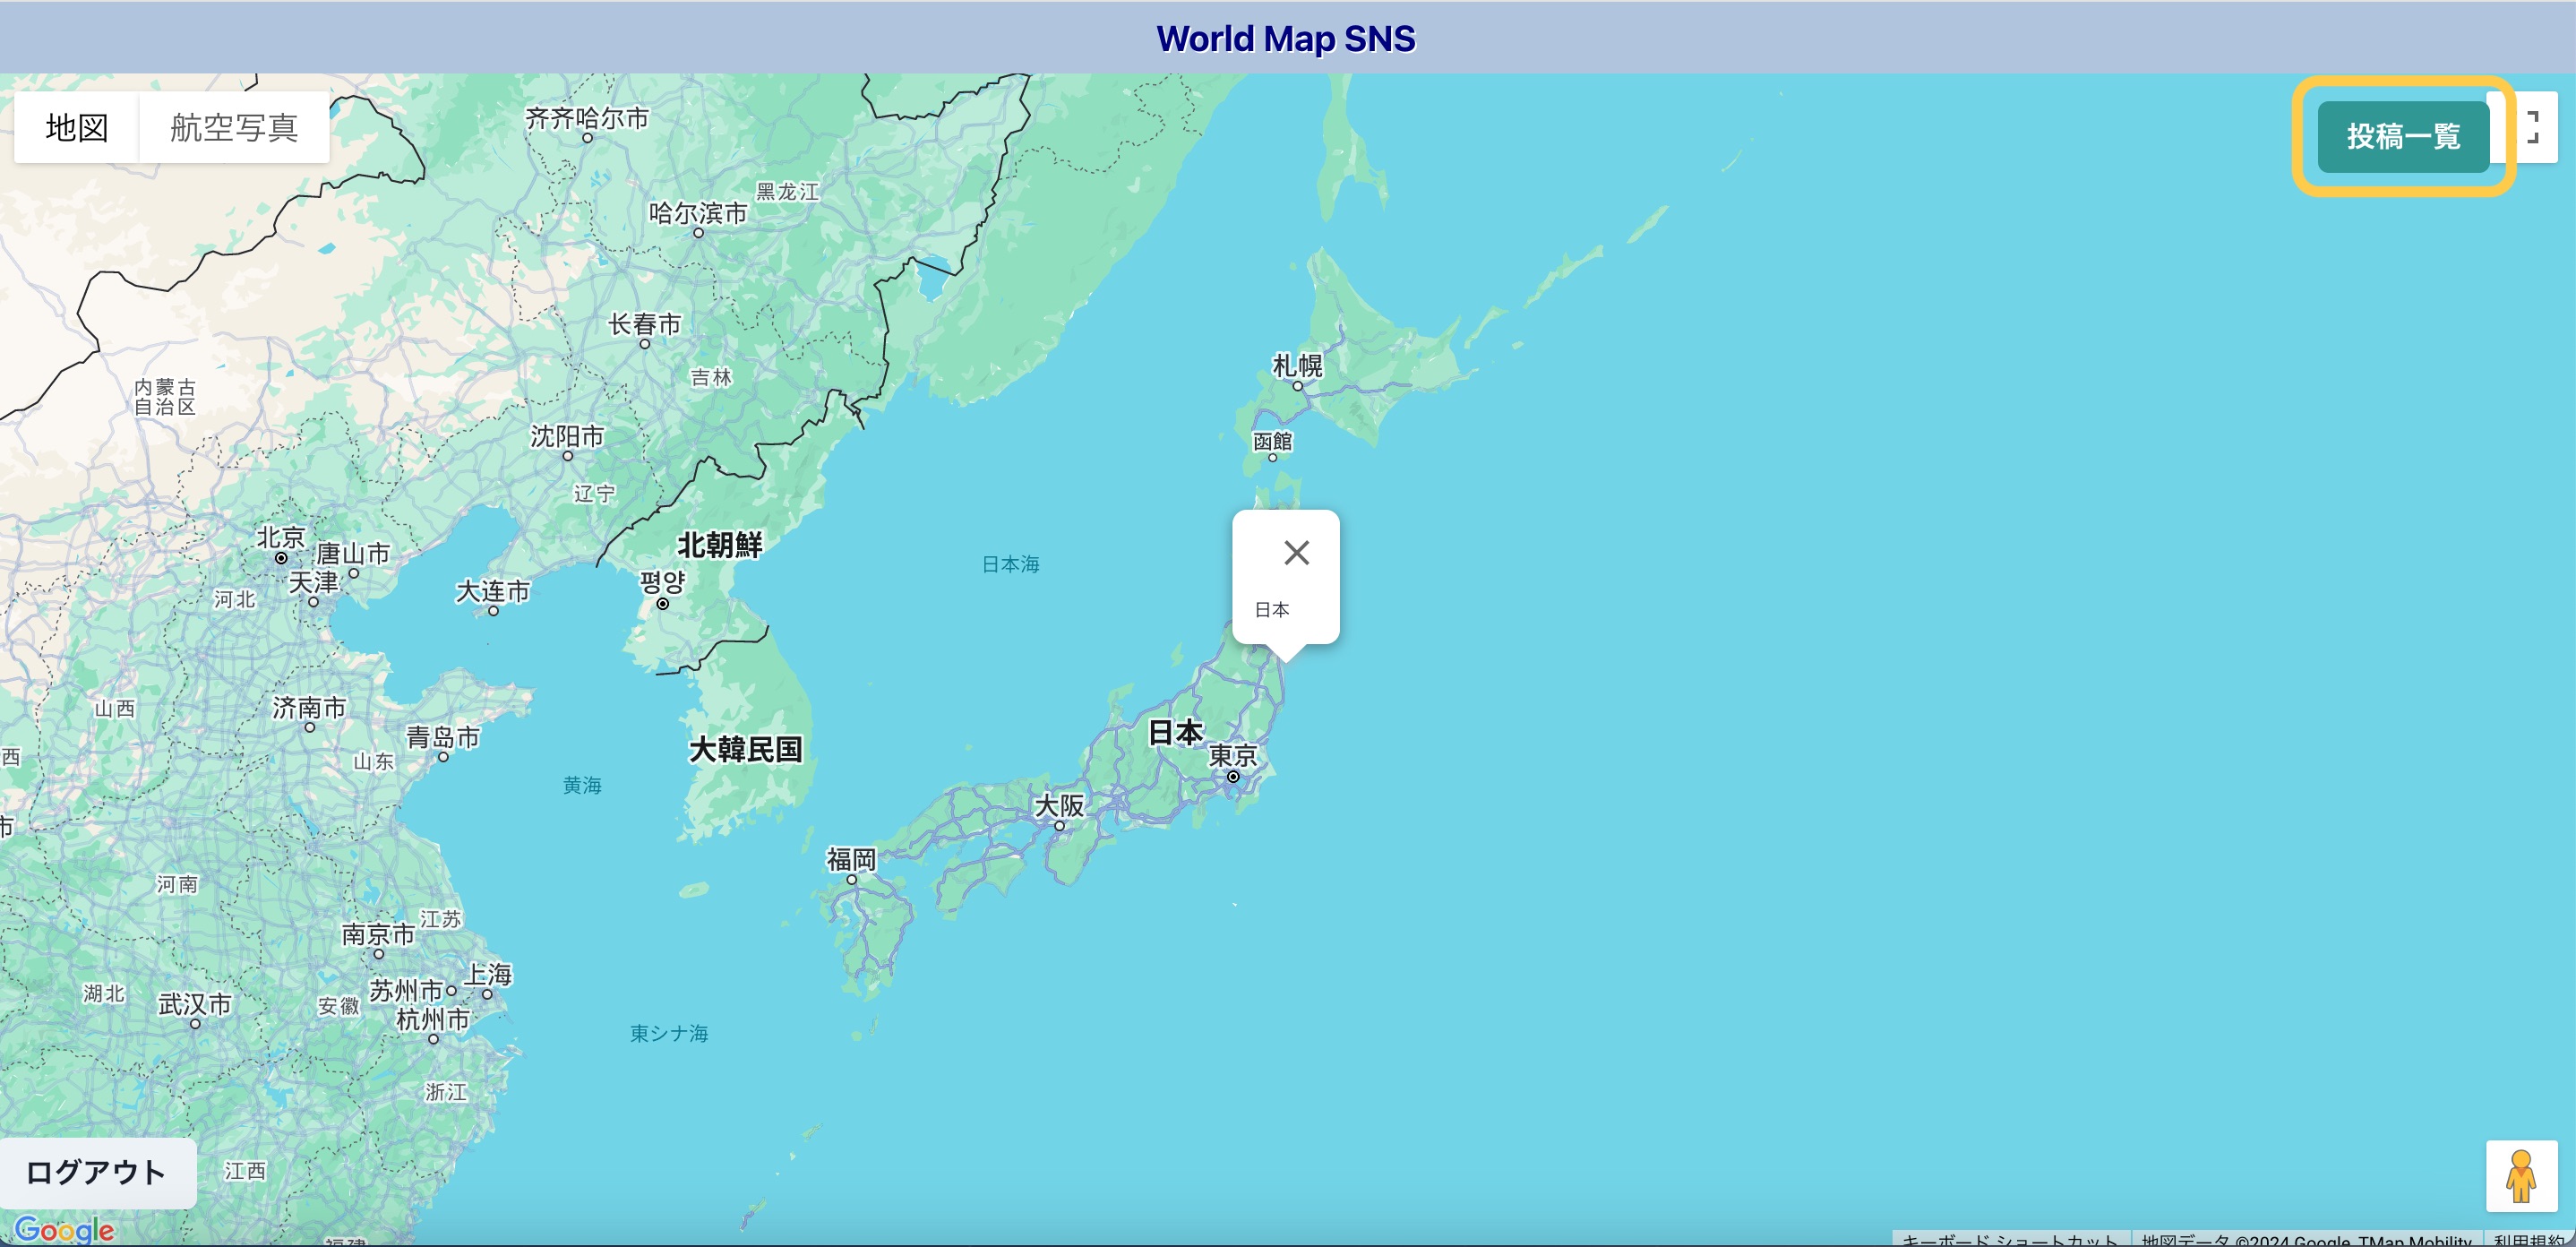 World Map SNS
地図
航空写真
投稿一覧
齐齐哈尔市
黑龙江
哈尔滨市
长春市
吉林
内蒙古
自治区
札幌
函館
沈阳市
辽宁
北京
唐山市
天津
河北
大连市
北朝鮮
평양
日本海
日本
山西
济南市
青岛市
山东
西
黄海
大韓民国
日本
東京
大阪
市
福岡
河南
江苏
南京市
上海
苏州市
湖北
武汉市
安徽
杭州市
東シナ海
浙江
江西
ログアウト
Google
福建
キーボード ショートカット
地図データ ©2024 Google, TMap Mobility
利用規約